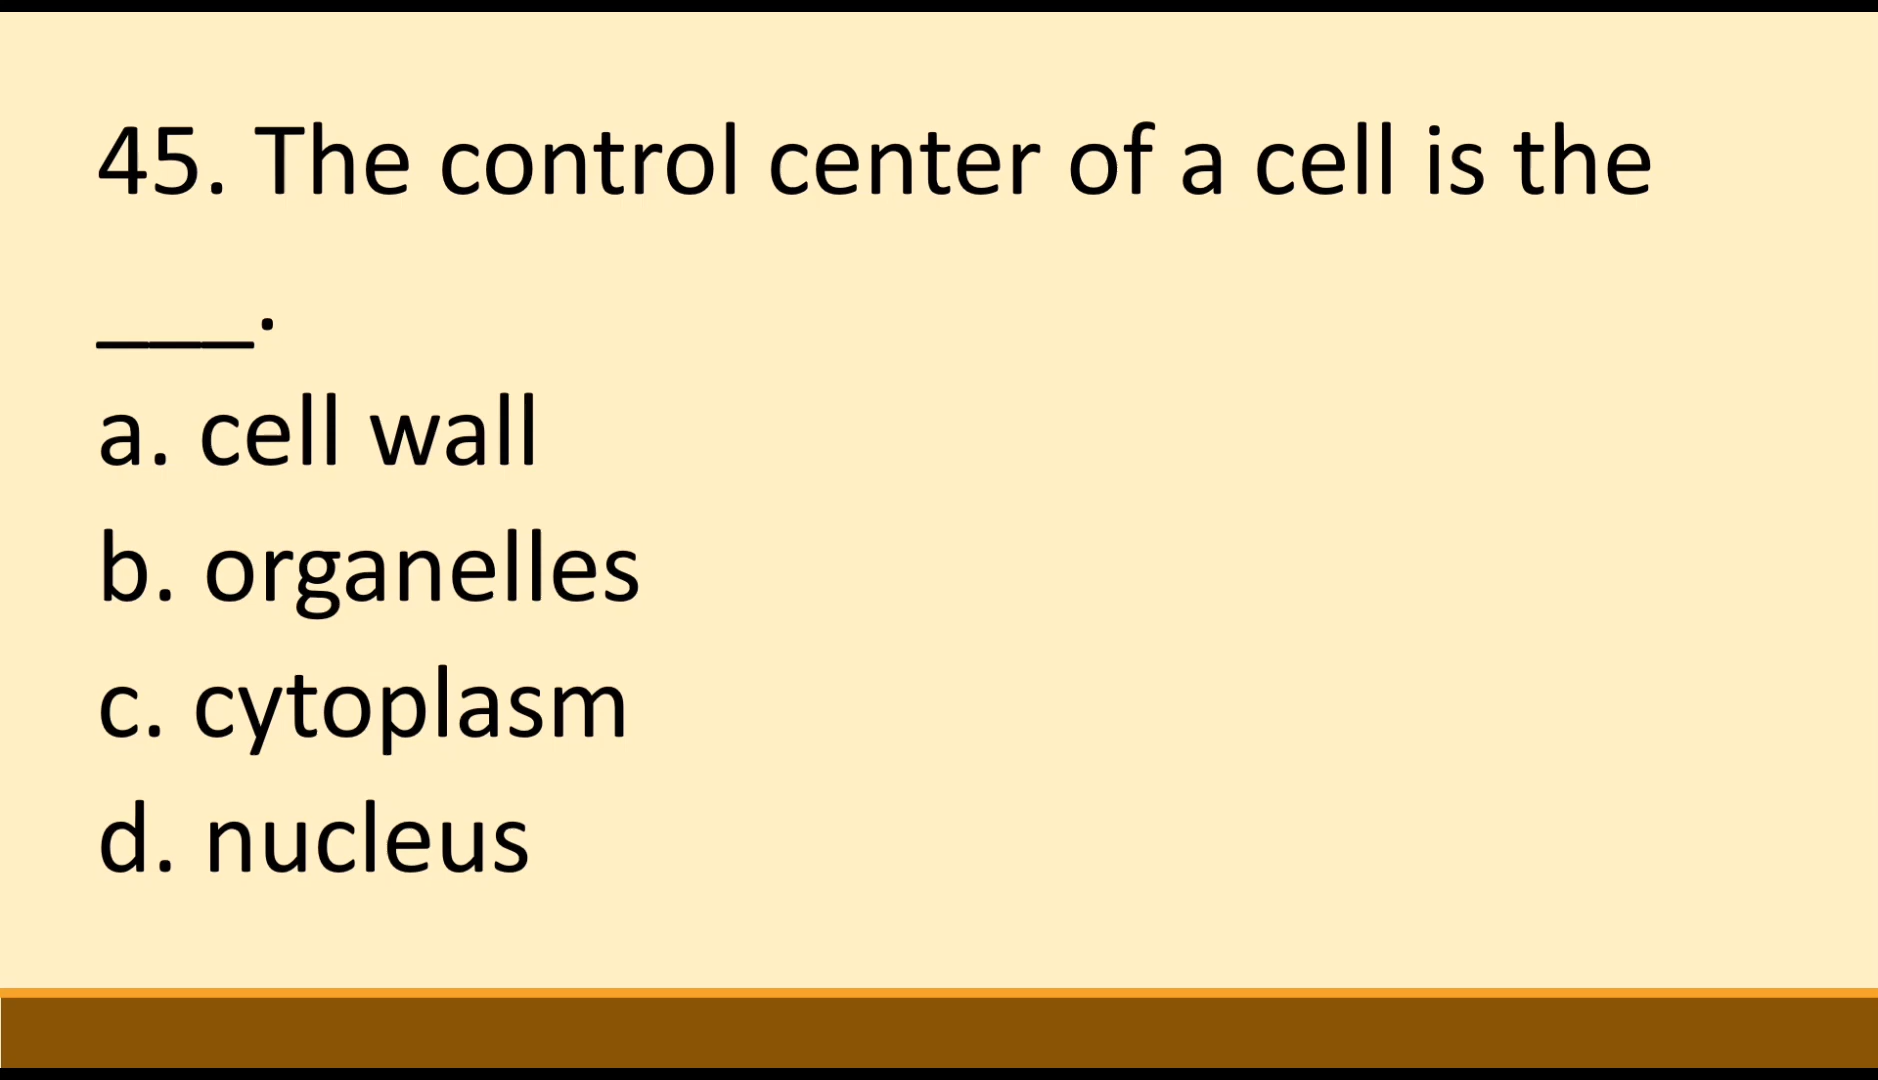 45. The control center of a cell is the
___.
a. cell wall
b. organelles
c. cytoplasm
d. nucleus